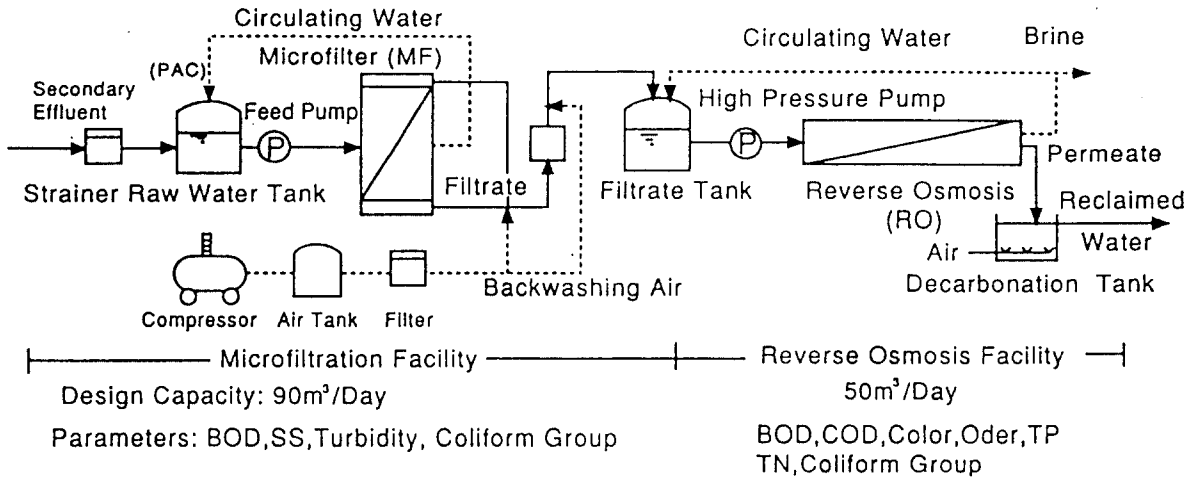 Circulating Water
Microfilter (MF)
(PAC)
Secondary
Effluent
Feed Pump
P
Strainer Raw Water Tank
Filtrate
Circulating Water
Brine
High Pressure Pump
P
Filtrate Tank
Reverse Osmosis
(RO)
Permeate
Reclaimed
Water
Air
Decarbonation Tank
Backwashing Air
Compressor Air Tank Filter
Microfiltration Facility
Reverse Osmosis Facility
Design Capacity: 90m³/Day
50m³/Day
Parameters: BOD,SS,Turbidity, Coliform Group
BOD,COD,Color,Oder,TP
TN,Coliform Group